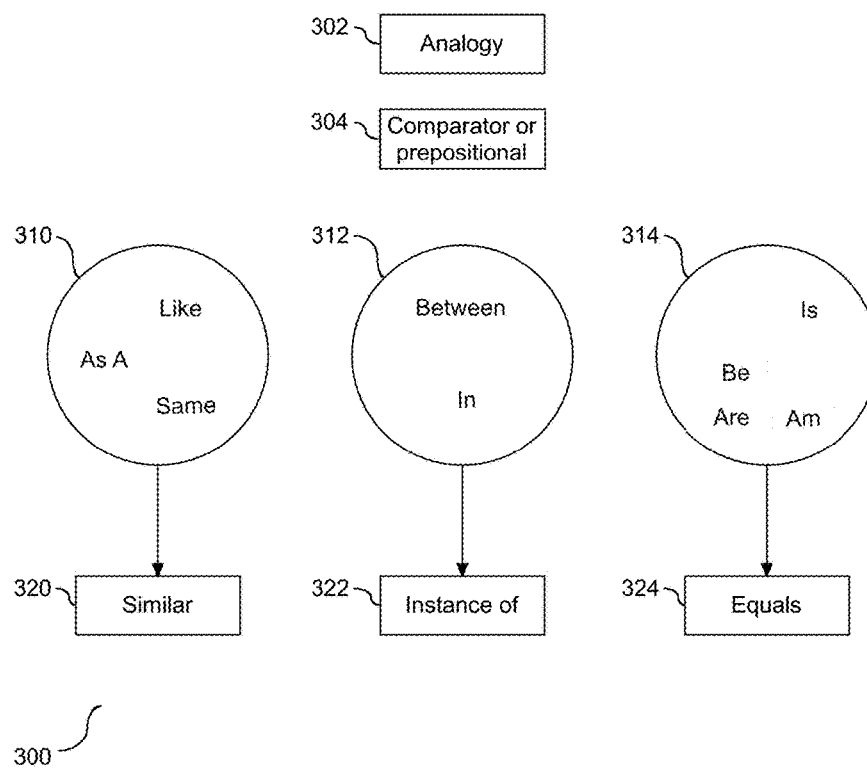 302
Analogy
304
Comparator or
prepositional
310
312
314
Like
Between
Is
As A
Be
Same
In
Are
Am
320
Similar
322
Instance of
324
Equals
300